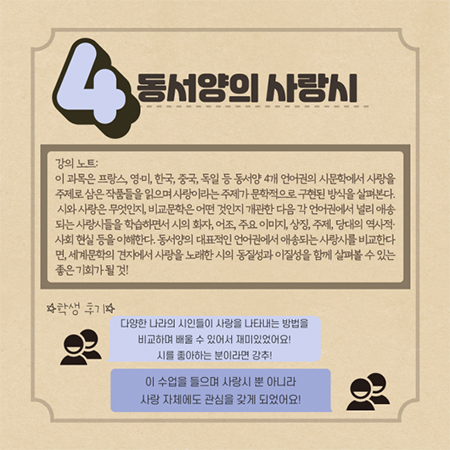 4
동서양의 사랑시
강의 노트:
이 과목은 프랑스, 영·미, 한국, 중국, 독일 등 동서양 4개 언어권의 시문학에서 사랑을
주제로 삼은 작품들을 읽으며 사랑이라는 주제가 문학적으로 구현된 방식을 살펴본다.
시와 사랑은 무엇인지, 비교문학은 어떤 것인지 개관한 다음 각 언어권에서 널리 애송
되는 사랑시들을 학습하면서 시의 화자, 어조, 주요 이미지, 상징, 주제, 당대의 역사적·
사회 현실 등을 이해한다. 동서양의 대표적인 언어권에서 애송되는 사랑시를 비교한다
면, 세계문학의 견지에서 사랑을 노래한 시의 동질성과 이질성을 함께 살펴볼 수 있는
좋은 기회가 될 것!
☆학생 후기☆
다양한 나라의 시인들이 사랑을 나타내는 방법을
비교하며 배울 수 있어서 재미있었어요!
시를 좋아하는 분이라면 강추!
이 수업을 들으며 사랑시 뿐 아니라
사랑 자체에도 관심을 갖게 되었어요!